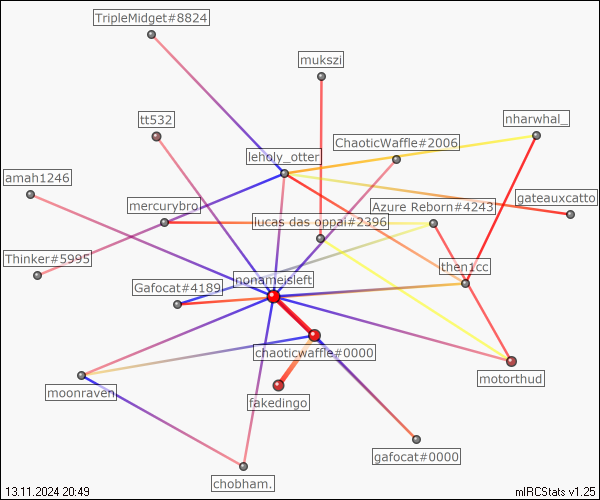 TripleMidget#8824
mukszi
tt532
nharwhal_
ChaoticWaffle#2006
leholy_otter
amah1246
gateauxcatto
mercurybro
Azure Reborn#4243
lucas das oppai#2396
Thinker#5995
then1cc
nonameisleft
Gafocat#4189
chaoticwaffle#0000
motorthud
moonraven
fakedingo
gafocat#0000
chobham.
13.11.2024 20:49
mIRCStats v1.25